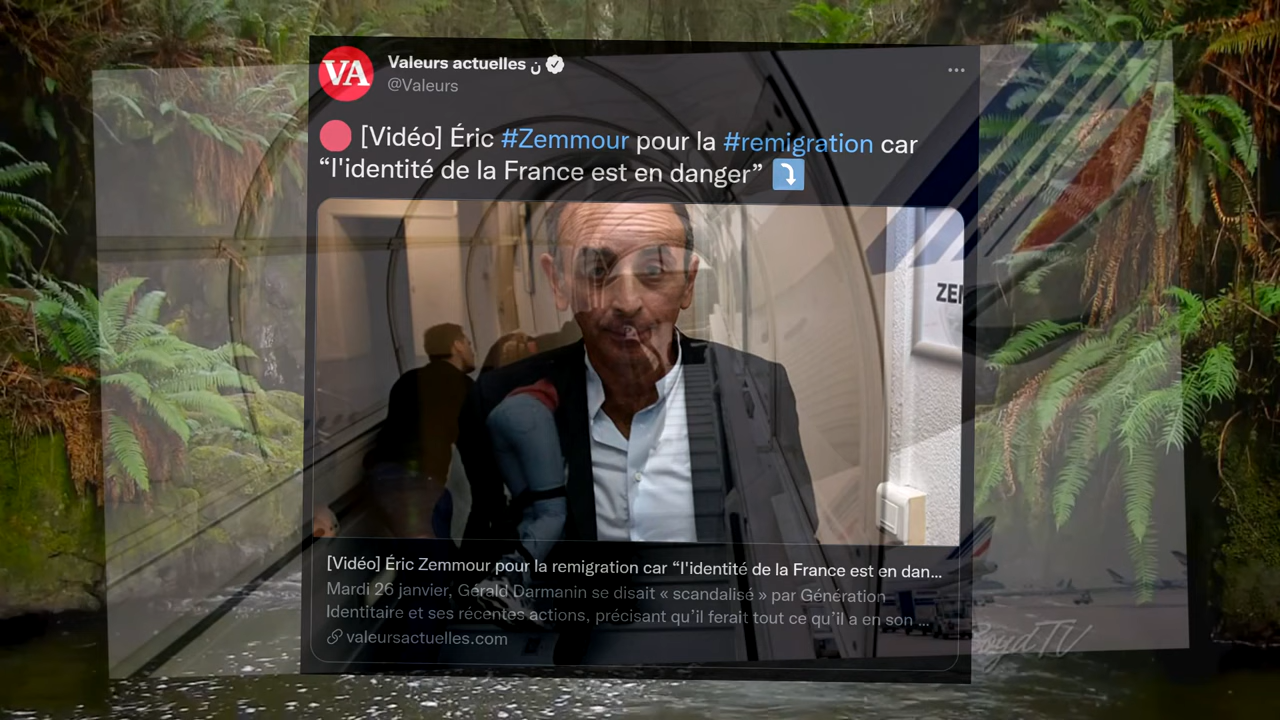 VA
Valeurs actuelles ن
@Valeurs
[Vidéo] Éric #Zemmour pour la #remigration car
“l'identité de la France est en danger”
ZE
[Vidéo] Éric Zemmour pour la remigration car “l'identité de la France est en dan...
Mardi 26 janvier, Gérald Darmanin se disait « scandalisé » par Génération
Identitaire et ses récentes actions, précisant qu’il ferait tout ce qu’il a en son ...
valeursactuelles.com
BoydTV